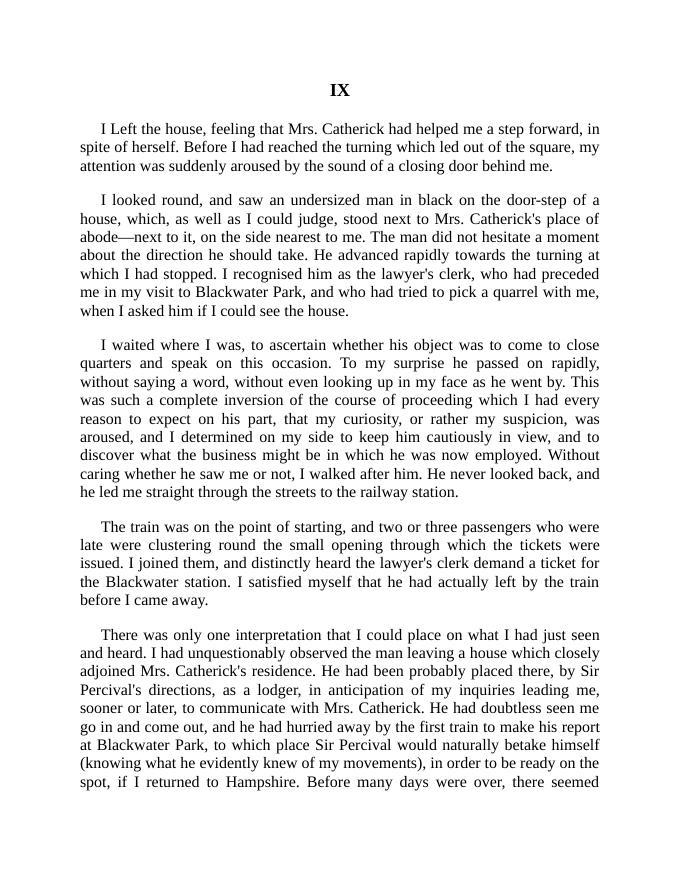 IX
I Left the house, feeling that Mrs. Catherick had helped me a step forward, in
spite of herself. Before I had reached the turning which led out of the square, my
attention was suddenly aroused by the sound of a closing door behind me.
I looked round, and saw an undersized man in black on the door-step of a
house, which, as well as I could judge, stood next to Mrs. Catherick's place of
abode—next to it, on the side nearest to me. The man did not hesitate a moment
about the direction he should take. He advanced rapidly towards the turning at
which I had stopped. I recognised him as the lawyer's clerk, who had preceded
me in my visit to Blackwater Park, and who had tried to pick a quarrel with me,
when I asked him if I could see the house.
I waited where I was, to ascertain whether his object was to come to close
quarters and speak on this occasion. To my surprise he passed on rapidly,
without saying a word, without even looking up in my face as he went by. This
was such a complete inversion of the course of proceeding which I had every
reason to expect on his part, that my curiosity, or rather my suspicion, was
aroused, and I determined on my side to keep him cautiously in view, and to
discover what the business might be in which he was now employed. Without
caring whether he saw me or not, I walked after him. He never looked back, and
he led me straight through the streets to the railway station.
The train was on the point of starting, and two or three passengers who were
late were clustering round the small opening through which the tickets were
issued. I joined them, and distinctly heard the lawyer's clerk demand a ticket for
the Blackwater station. I satisfied myself that he had actually left by the train
before I came away.
There was only one interpretation that I could place on what I had just seen
and heard. I had unquestionably observed the man leaving a house which closely
adjoined Mrs. Catherick's residence. He had been probably placed there, by Sir
Percival's directions, as a lodger, in anticipation of my inquiries leading me,
sooner or later, to communicate with Mrs. Catherick. He had doubtless seen me
go in and come out, and he had hurried away by the first train to make his report
at Blackwater Park, to which place Sir Percival would naturally betake himself
(knowing what he evidently knew of my movements), in order to be ready on the
spot, if I returned to Hampshire. Before many days were over, there seemed